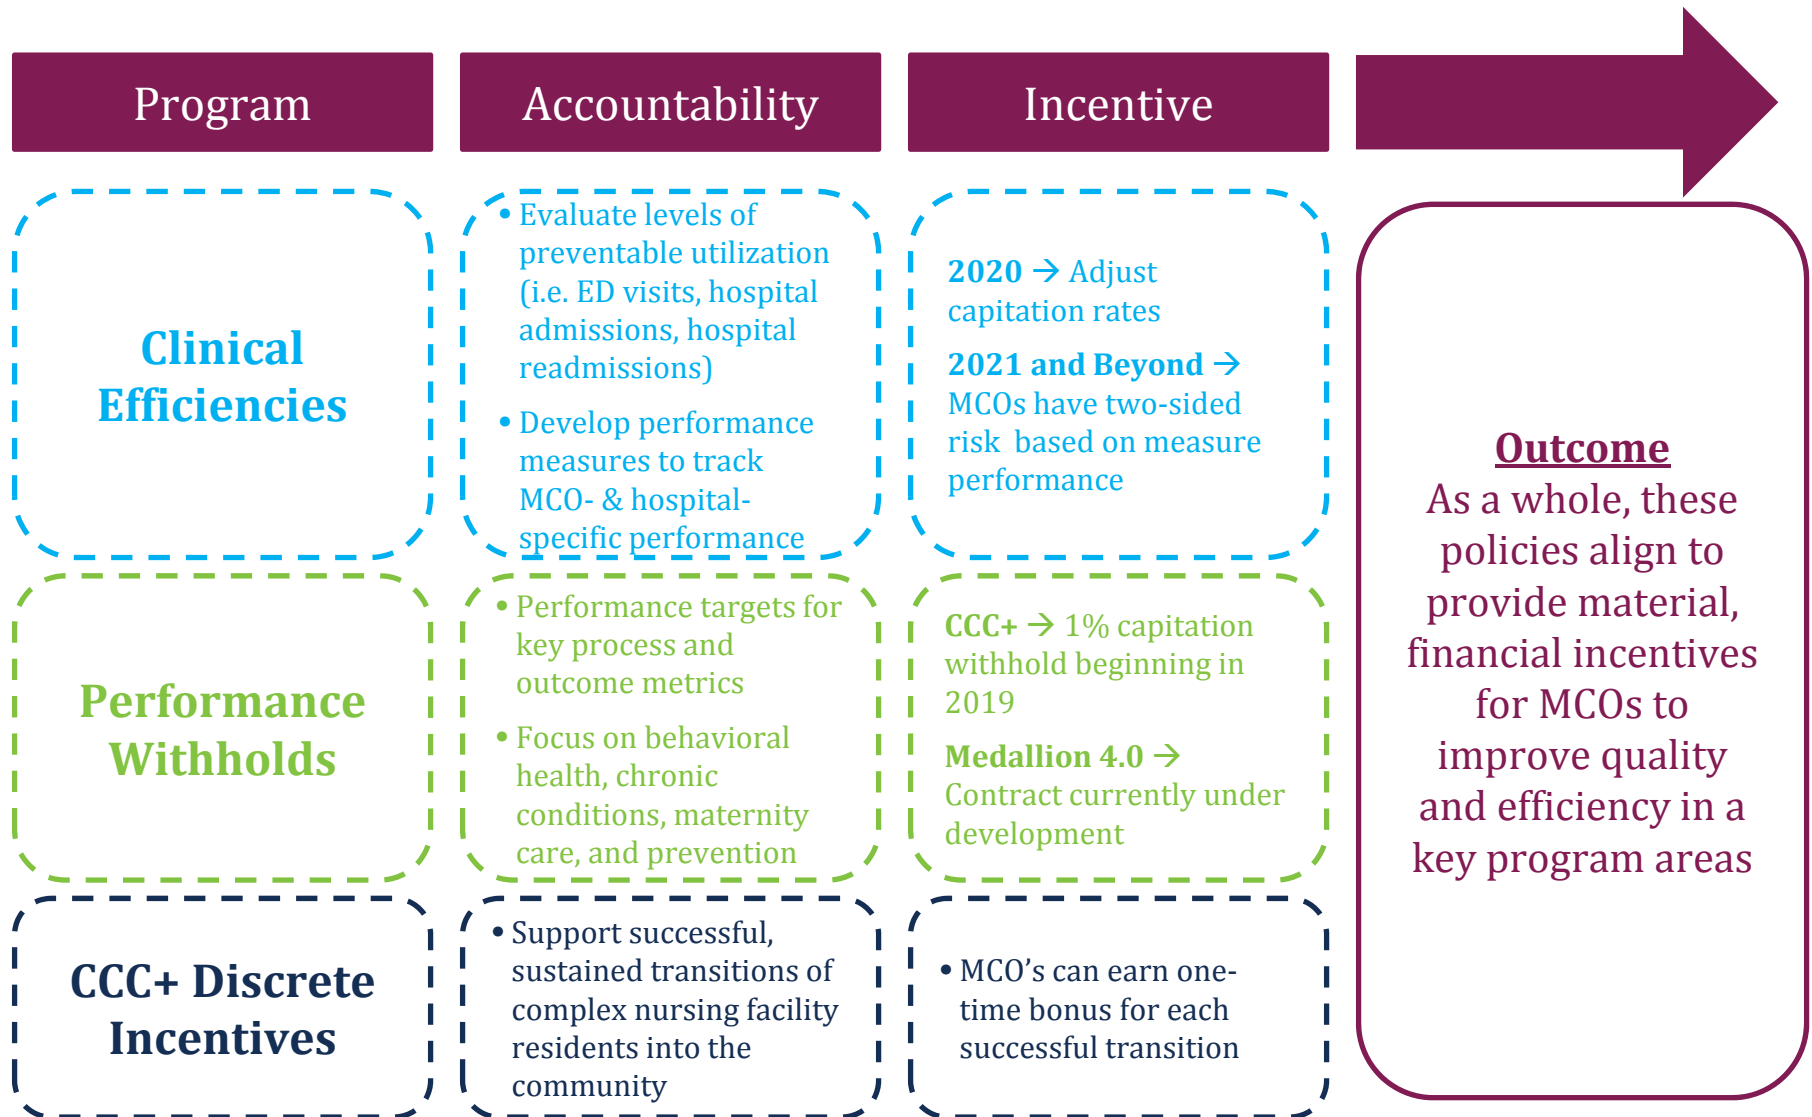 Program
Accountability
Incentive
Clinical
Efficiencies
• Evaluate levels of
preventable utilization
(i.e. ED visits, hospital
admissions, hospital
readmissions)
• Develop performance
measures to track
MCO- & hospital-
specific performance
2020 → Adjust
capitation rates
2021 and Beyond →
MCOs have two-sided
risk  based on measure
performance
Performance
Withholds
• Performance targets for
key process and
outcome metrics
• Focus on behavioral
health, chronic
conditions, maternity
care, and prevention
CCC+ → 1% capitation
withhold beginning in
2019
Medallion 4.0 →
Contract currently under
development
CCC+ Discrete
Incentives
• Support successful,
sustained transitions of
complex nursing facility
residents into the
community
• MCO’s can earn one-
time bonus for each
successful transition
Outcome
As a whole, these
policies align to
provide material,
financial incentives
for MCOs to
improve quality
and efficiency in a
key program areas